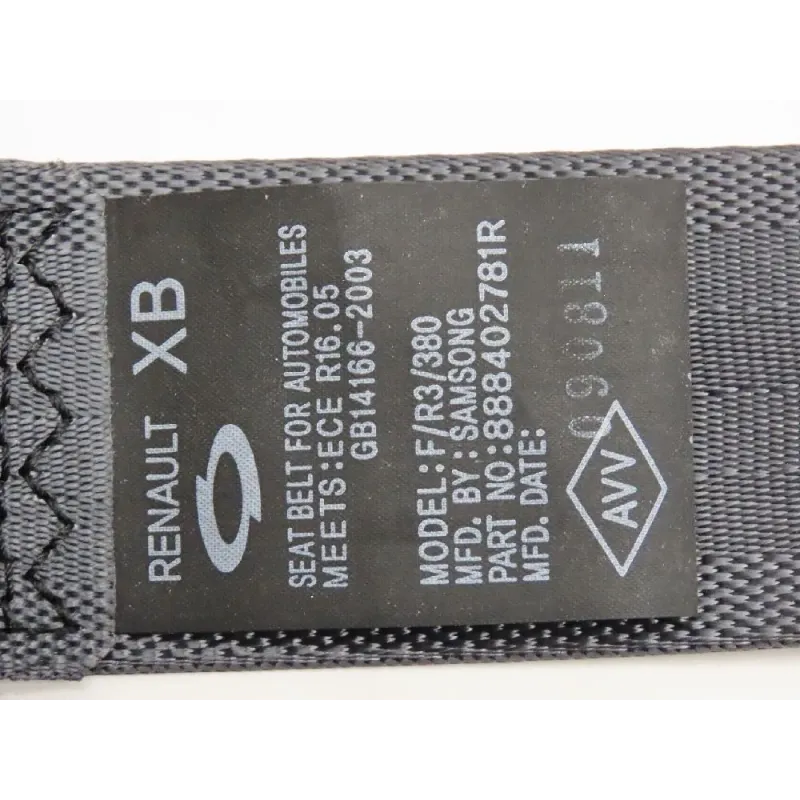 RENAULT XB
SEAT BELT FOR AUTOMOBILES
MEETS:ECE R16.05
GB14166-2003
MODEL:F/R3/380
MFD. BY:SAMSONG
PART NO:888402781R
MFD. DATE:
090811
AVV